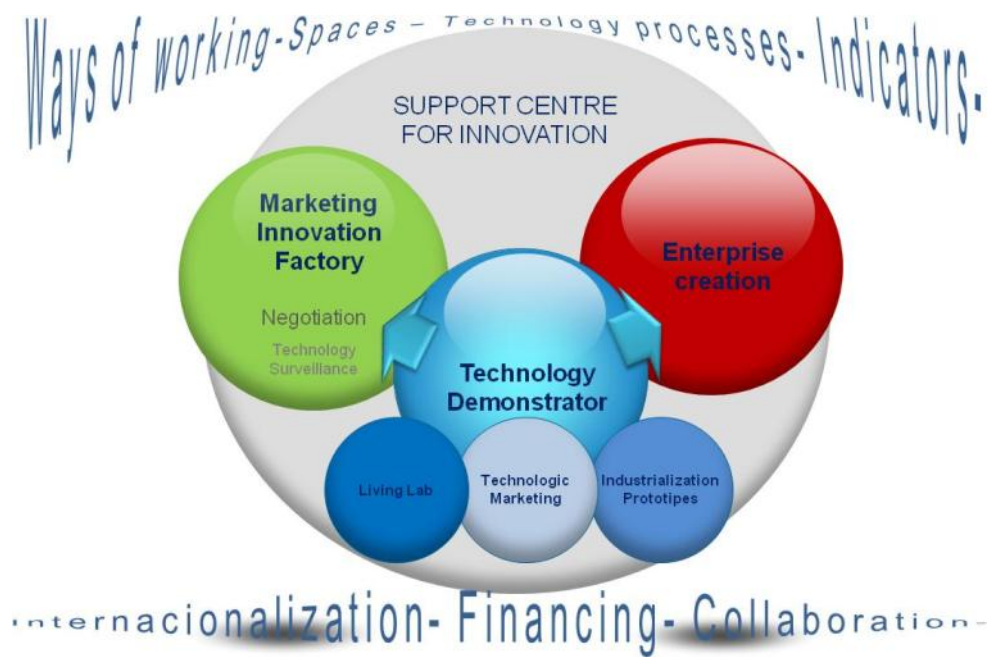 Ways of working-Spaces – Technology processes- Indicators-
SUPPORT CENTRE
FOR INNOVATION
Marketing
Innovation
Factory
Negotiation
Technology
Surveillance
Enterprise
creation
Technology
Demonstrator
Living Lab
Technologic
Marketing
Industrialization
Prototipes
Internacionalization- Financing- Collaboration-